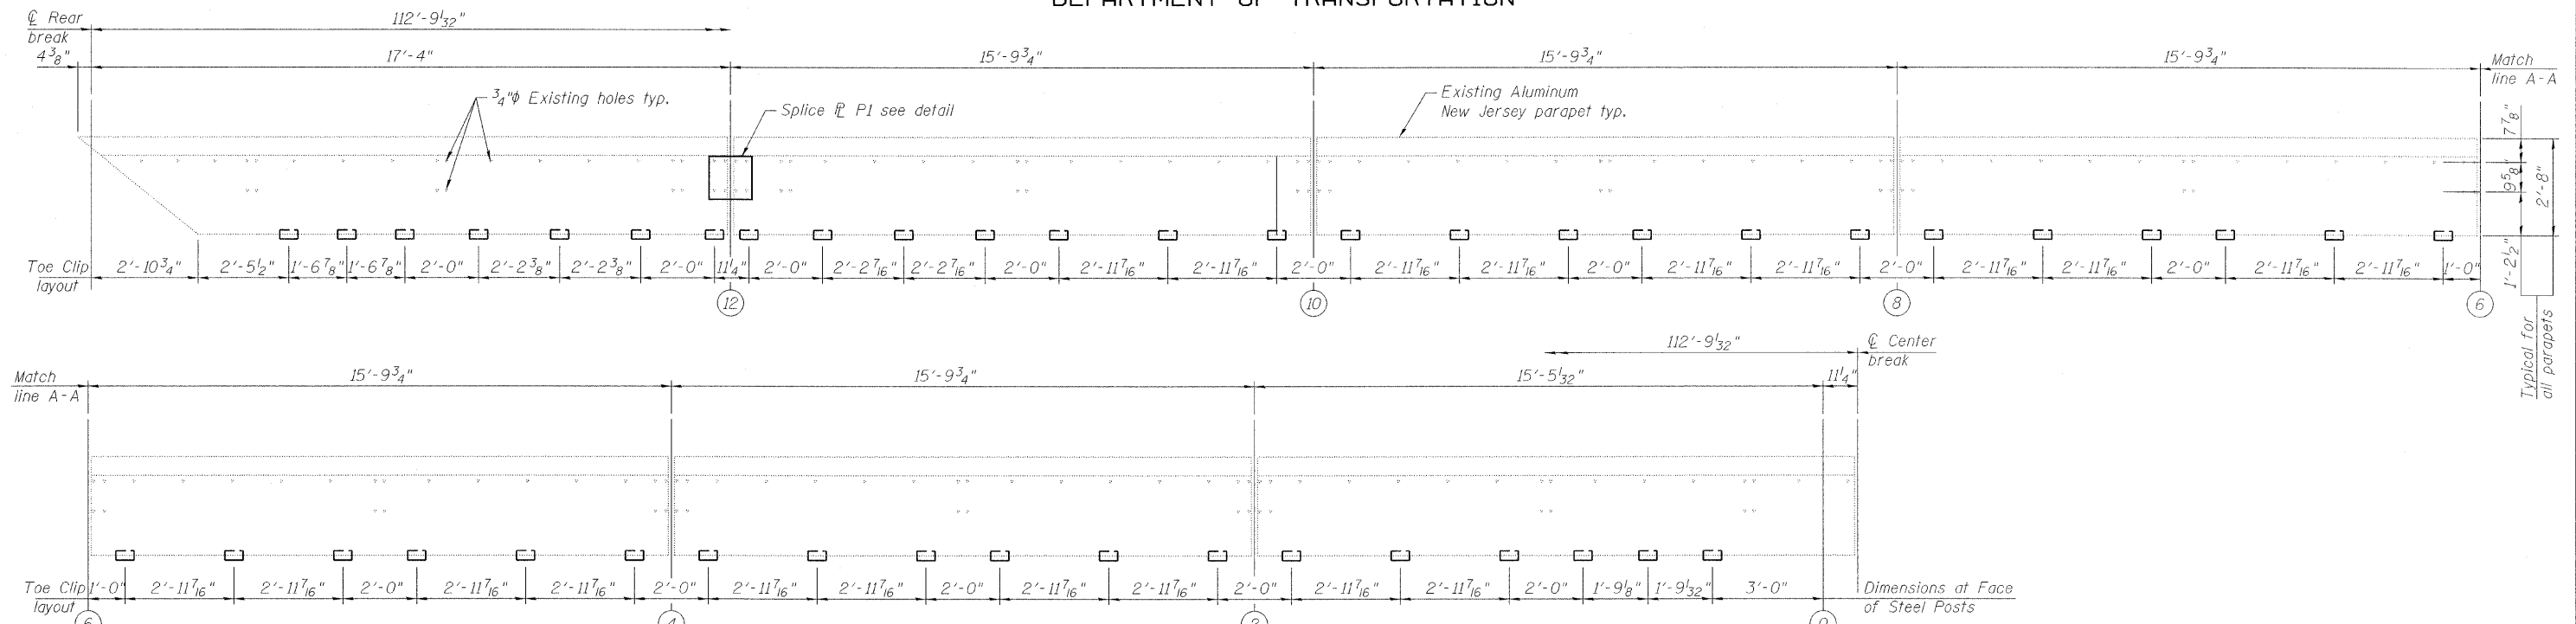 DEPARTMENT OF TRANSPORTATION
℄ Rear
break
112'-9 1/32"
4 3/8"
17'-4"
15'-9 3/4"
15'-9 3/4"
15'-9 3/4"
Match
line A-A
3/4"ϕ Existing holes typ.
Splice ℙL P1 see detail
Existing Aluminum
New Jersey parapet typ.
7 7/8"
9 5/8"
2'-8"
1'-2 1/2"
Typical for
all parapets
Toe Clip
layout
2'-10 3/4" 2'-5 1/2" 1'-6 7/8" 1'-6 7/8" 2'-0" 2'-2 3/8" 2'-2 3/8" 2'-0" 11 1/4" 2'-0" 2'-2 7/16" 2'-2 7/16" 2'-0" 2'-11 7/16" 2'-11 7/16" 2'-0" 2'-11 7/16" 2'-11 7/16" 2'-0" 2'-11 7/16" 2'-11 7/16" 2'-0" 2'-11 7/16" 2'-11 7/16" 2'-0" 2'-11 7/16" 2'-11 7/16" 1'-0"
12 10 8 6
112'-9 1/32"
℄ Center
break
Match
line A-A
15'-9 3/4"
15'-9 3/4"
15'-5 1/32"
11 1/4"
Toe Clip
layout
1'-0" 2'-11 7/16" 2'-11 7/16" 2'-0" 2'-11 7/16" 2'-11 7/16" 2'-0" 2'-11 7/16" 2'-11 7/16" 2'-0" 2'-11 7/16" 2'-11 7/16" 2'-0" 2'-11 7/16" 2'-11 7/16" 2'-0" 1'-9 1/8" 1'-9 1/32" 3'-0"
Dimensions at Face
of Steel Posts
6 4 2 0